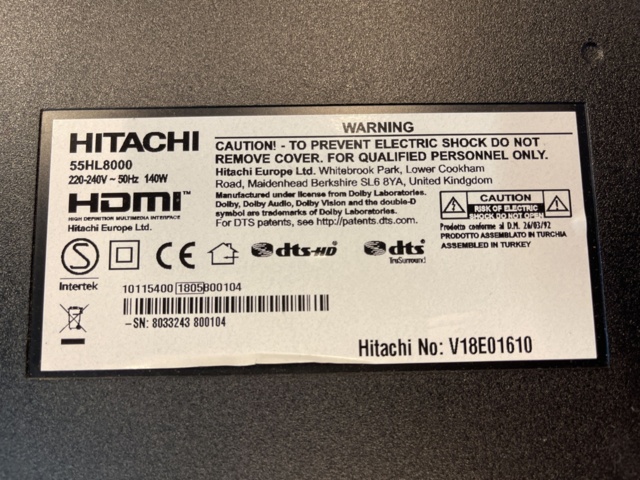 HITACHI
55HL8000
220-240V ~ 50Hz 140W
HDMI™
HIGH DEFINITION MULTIMEDIA INTERFACE
Hitachi Europe Ltd.
WARNING
CAUTION! - TO PREVENT ELECTRIC SHOCK DO NOT
REMOVE COVER. FOR QUALIFIED PERSONNEL ONLY.
Hitachi Europe Ltd. Whitebrook Park, Lower Cookham
Road, Maidenhead Berkshire SL6 8YA, United Kingdom
Manufactured under license from Dolby Laboratories.
Dolby, Dolby Audio, Dolby Vision and the double-D
symbol are trademarks of Dolby Laboratories.
For DTS patents, see http://patents.dts.com.
CAUTION
RISK OF ELECTRIC
SHOCK DO NOT OPEN
Prodotto conforme al D.M. 26/03/92
PRODOTTO ASSEMBLATO IN TURCHIA
ASSEMBLED IN TURKEY
S
Intertek
CE
dts-HD
dts
TruSurround
10115400 1805 800104
-SN: 8033243 800104
Hitachi No: V18E01610